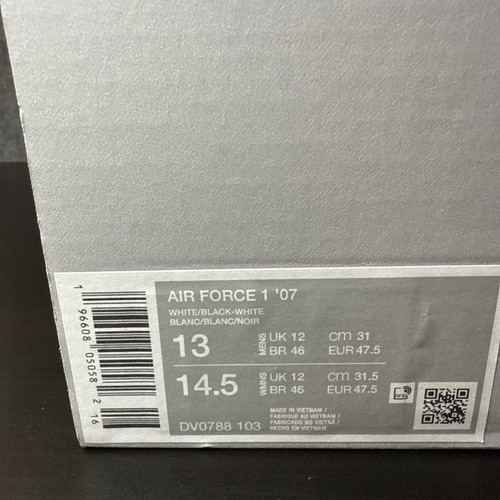 AIR FORCE 1 '07
WHITE/BLACK-WHITE
BLANC/BLANC/NOIR
13 MENS UK 12 cm 31
BR 46 EUR 47.5
14.5 WMNS UK 12 cm 31.5
BR 46 EUR 47.5
DV0788 103
MADE IN VIETNAM /
FABRIQUÉ AU VIETNAM /
FABRICADO NO VIETNÃ /
HECHO EN VIETNAM
1 96608 05058 2 16